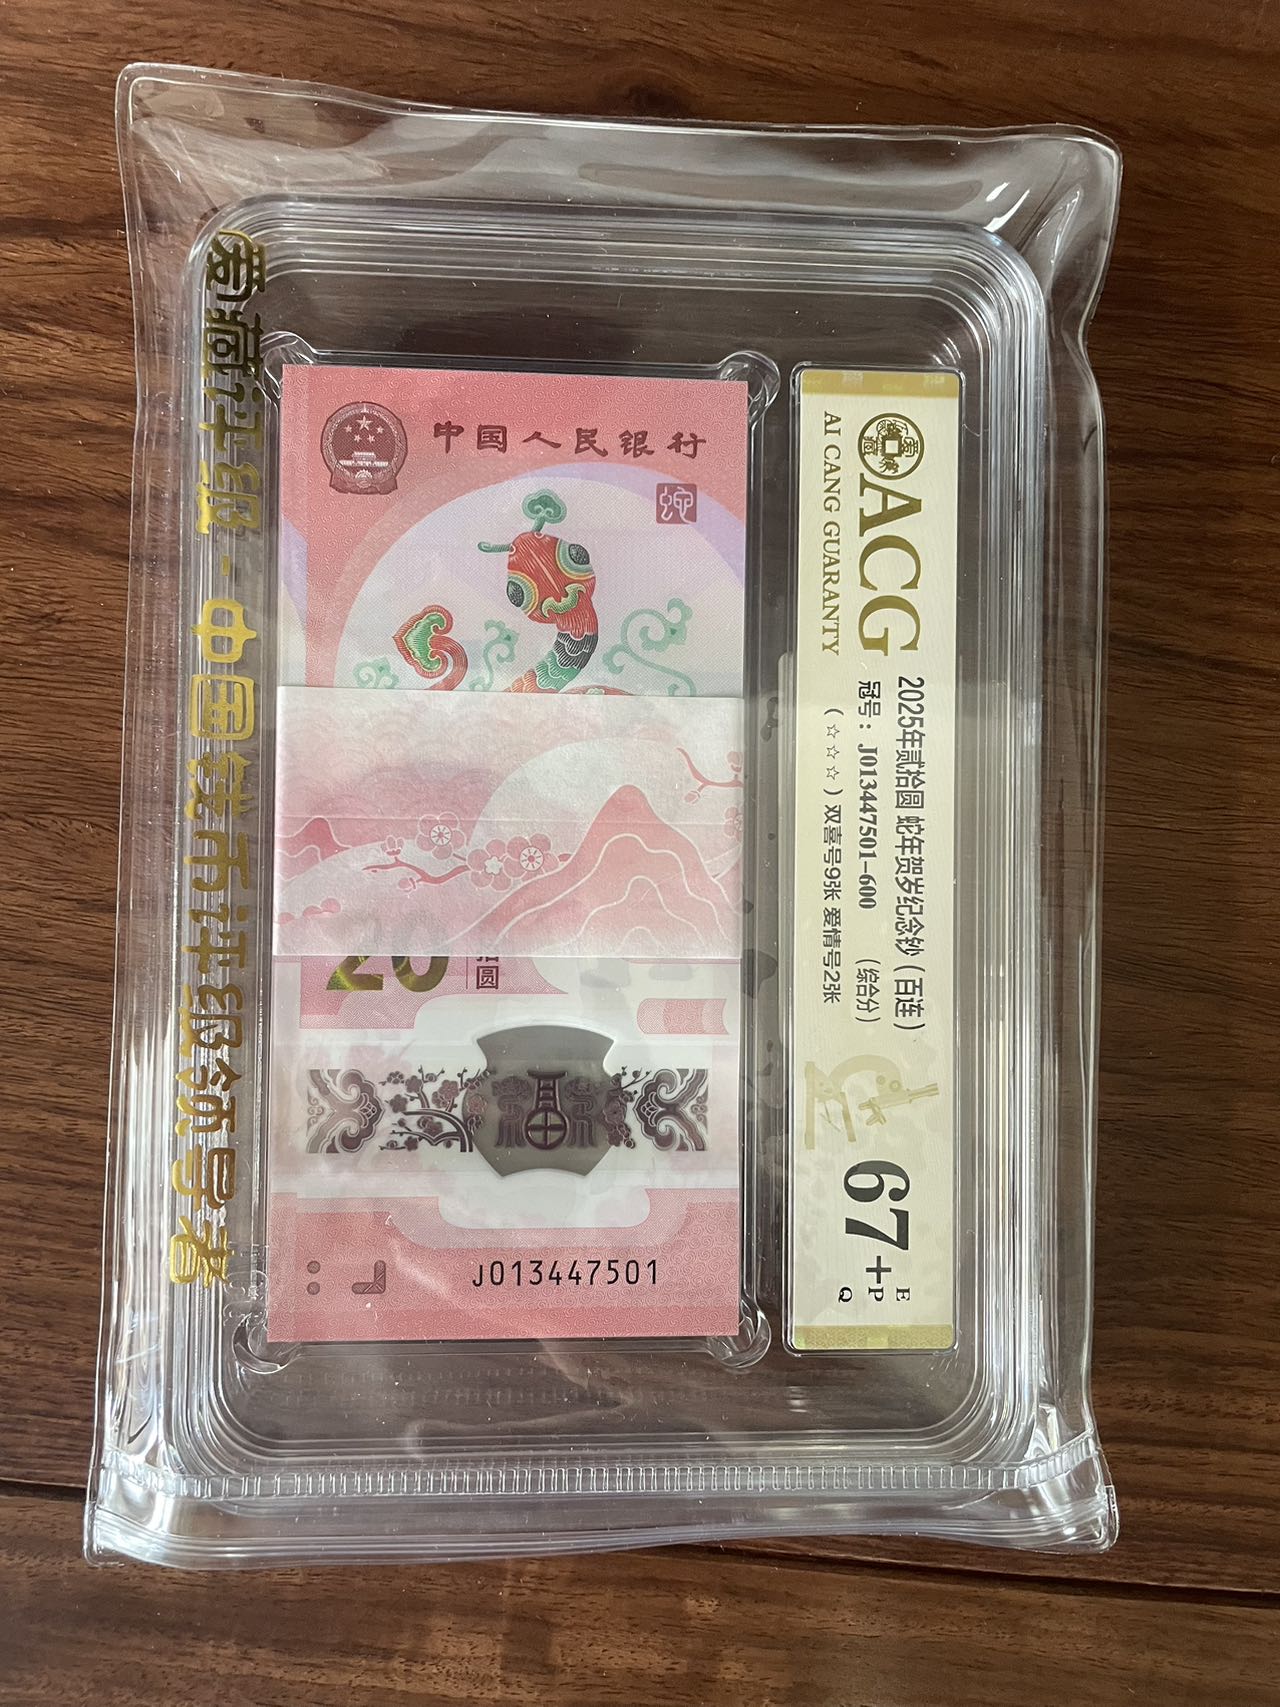 爱藏评级-中国钱币评级领导者
中国人民银行
蛇
20
拾圆
J013447501
ACG
AI CANG GUARANTY
2025年贰拾圆 蛇年贺岁纪念钞（百连）
冠号：J013447501-600 （综合分）
（☆☆☆）双喜号9张 爱情号2张
67+
E
P
Q